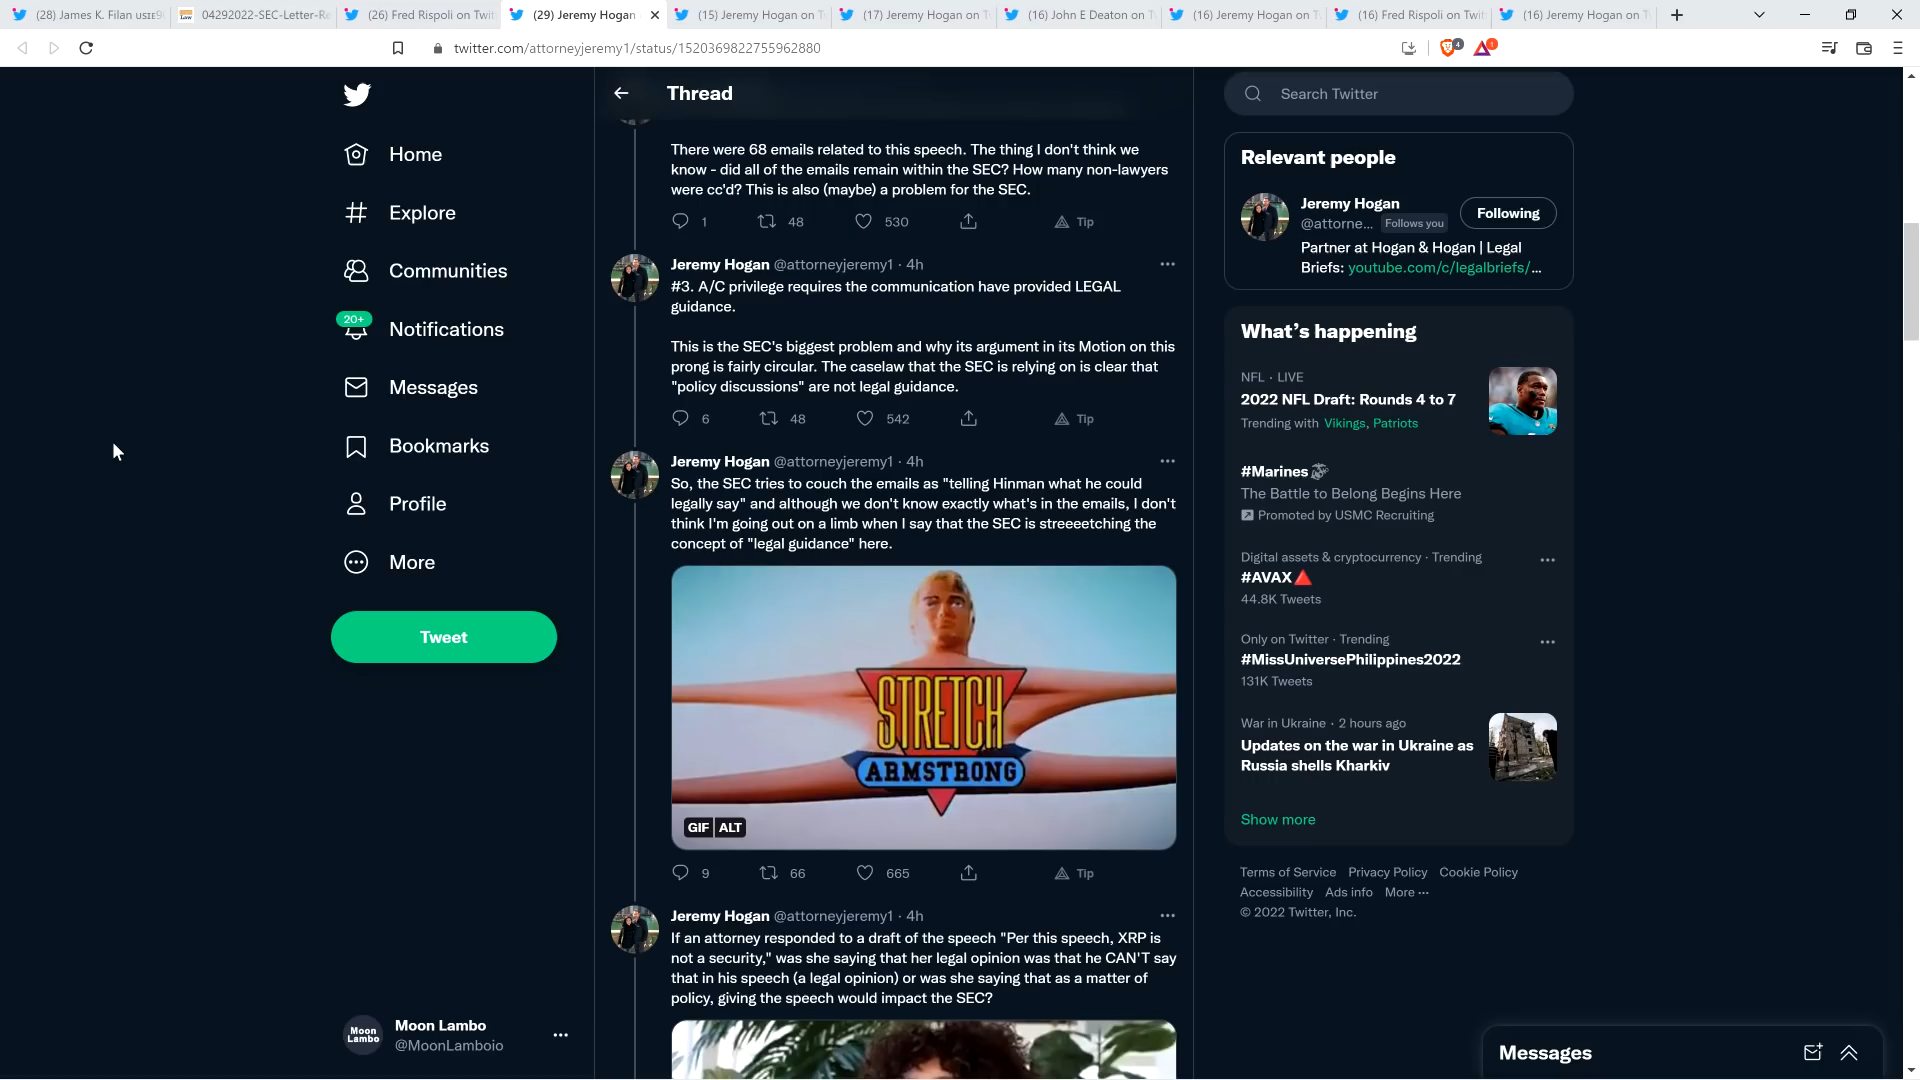 (28) James K. Filan
04292022-SEC-Letter-Re
(26) Fred Rispoli on Twit
(29) Jeremy Hogan
(15) Jeremy Hogan on T
(17) Jeremy Hogan on T
(16) John E Deaton on T
(16) Jeremy Hogan on T
(16) Fred Rispoli on Twit
(16) Jeremy Hogan on T
twitter.com/attorneyjeremy1/status/1520369822755962880
4
1
Home
Explore
Communities
20+
Notifications
Messages
Bookmarks
Profile
More
Tweet
Moon Lambo
Moon Lambo
@MoonLamboio
Thread
There were 68 emails related to this speech. The thing I don't think we
know - did all of the emails remain within the SEC? How many non-lawyers
were cc'd? This is also (maybe) a problem for the SEC.
1 48 530 Tip
Jeremy Hogan @attorneyjeremy1 · 4h
#3. A/C privilege requires the communication have provided LEGAL
guidance.
This is the SEC's biggest problem and why its argument in its Motion on this
prong is fairly circular. The caselaw that the SEC is relying on is clear that
"policy discussions" are not legal guidance.
6 48 542 Tip
Jeremy Hogan @attorneyjeremy1 · 4h
So, the SEC tries to couch the emails as "telling Hinman what he could
legally say" and although we don't know exactly what's in the emails, I don't
think I'm going out on a limb when I say that the SEC is streeeetching the
concept of "legal guidance" here.
STRETCH
ARMSTRONG
GIF ALT
9 66 665 Tip
Jeremy Hogan @attorneyjeremy1 · 4h
If an attorney responded to a draft of the speech "Per this speech, XRP is
not a security," was she saying that her legal opinion was that he CAN'T say
that in his speech (a legal opinion) or was she saying that as a matter of
policy, giving the speech would impact the SEC?
Search Twitter
Relevant people
Jeremy Hogan
@attorne... Follows you
Following
Partner at Hogan & Hogan | Legal
Briefs: youtube.com/c/legalbriefs/...
What's happening
NFL · LIVE
2022 NFL Draft: Rounds 4 to 7
Trending with Vikings, Patriots
#Marines
The Battle to Belong Begins Here
Promoted by USMC Recruiting
Digital assets & cryptocurrency · Trending
#AVAX
44.8K Tweets
Only on Twitter · Trending
#MissUniversePhilippines2022
131K Tweets
War in Ukraine · 2 hours ago
Updates on the war in Ukraine as
Russia shells Kharkiv
Show more
Terms of Service Privacy Policy Cookie Policy
Accessibility Ads info More ···
© 2022 Twitter, Inc.
Messages